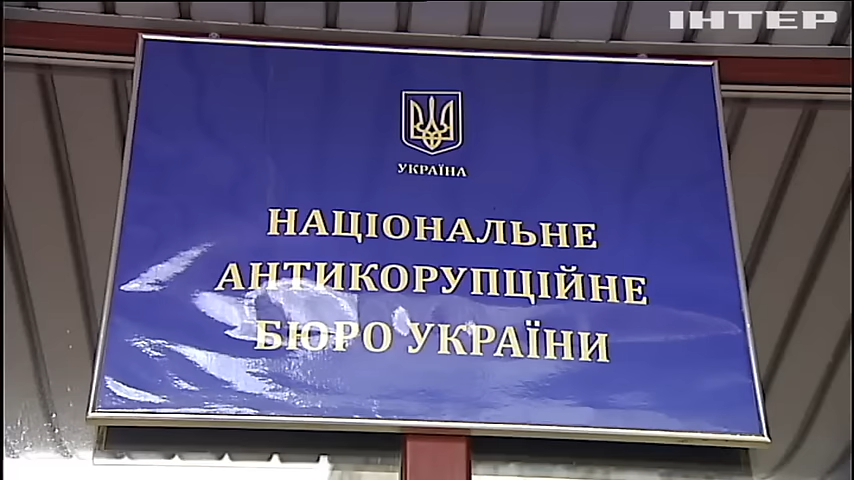 ІНТЕР
УКРАЇНА
НАЦІОНАЛЬНЕ
АНТИКОРУПЦІЙНЕ
БЮРО УКРАЇНИ